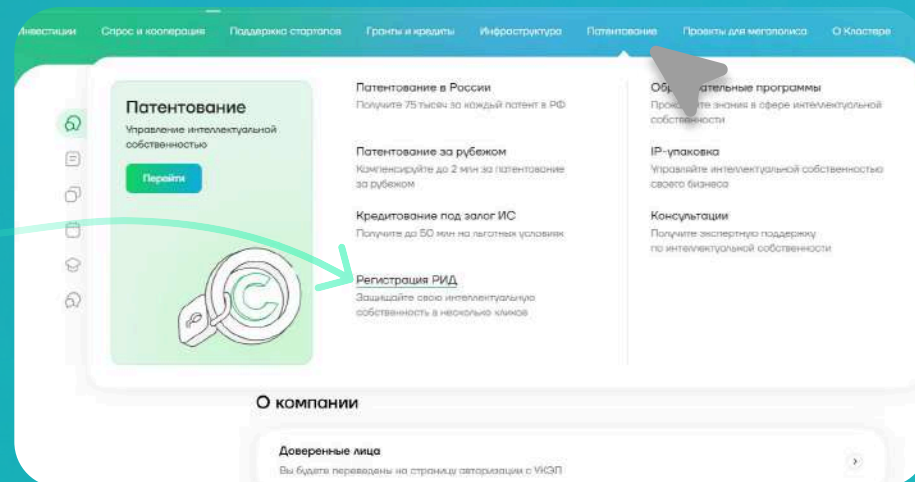 Инвестиции Спрос и кооперация Поддержка стартапов Гранты и кредиты Инфраструктура Патентование Проекты для мегаполиса О Кластере
Патентование
Управление интеллектуальной
собственностью
Перейти
Патентование в России
Получите 75 тысяч за каждый патент в РФ
Патентование за рубежом
Компенсируйте до 2 млн за патентование
за рубежом
Кредитование под залог ИС
Получите до 50 млн на льготных условиях
Регистрация РИД
Защищайте свою интеллектуальную
собственность в несколько кликов
программы
знания в сфере интеллектуальной
собственности
IP-упаковка
Управляйте интеллектуальной собственностью
своего бизнеса
Консультации
Получите экспертную поддержку
по интеллектуальной собственности
О компании
Доверенные лица
Вы будете переведены на страницу авторизации с УКЭП